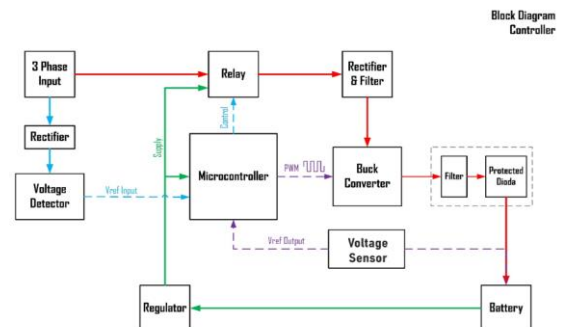 Block Diagram
Controller
3 Phase
Input
Relay
Rectifier
& Filter
Rectifier
Control
Supply
Voltage
Detector
Vref Input
Microcontroller
PWM
Buck
Converter
Filter
Protected
Dioda
Vref Output
Voltage
Sensor
Regulator
Battery